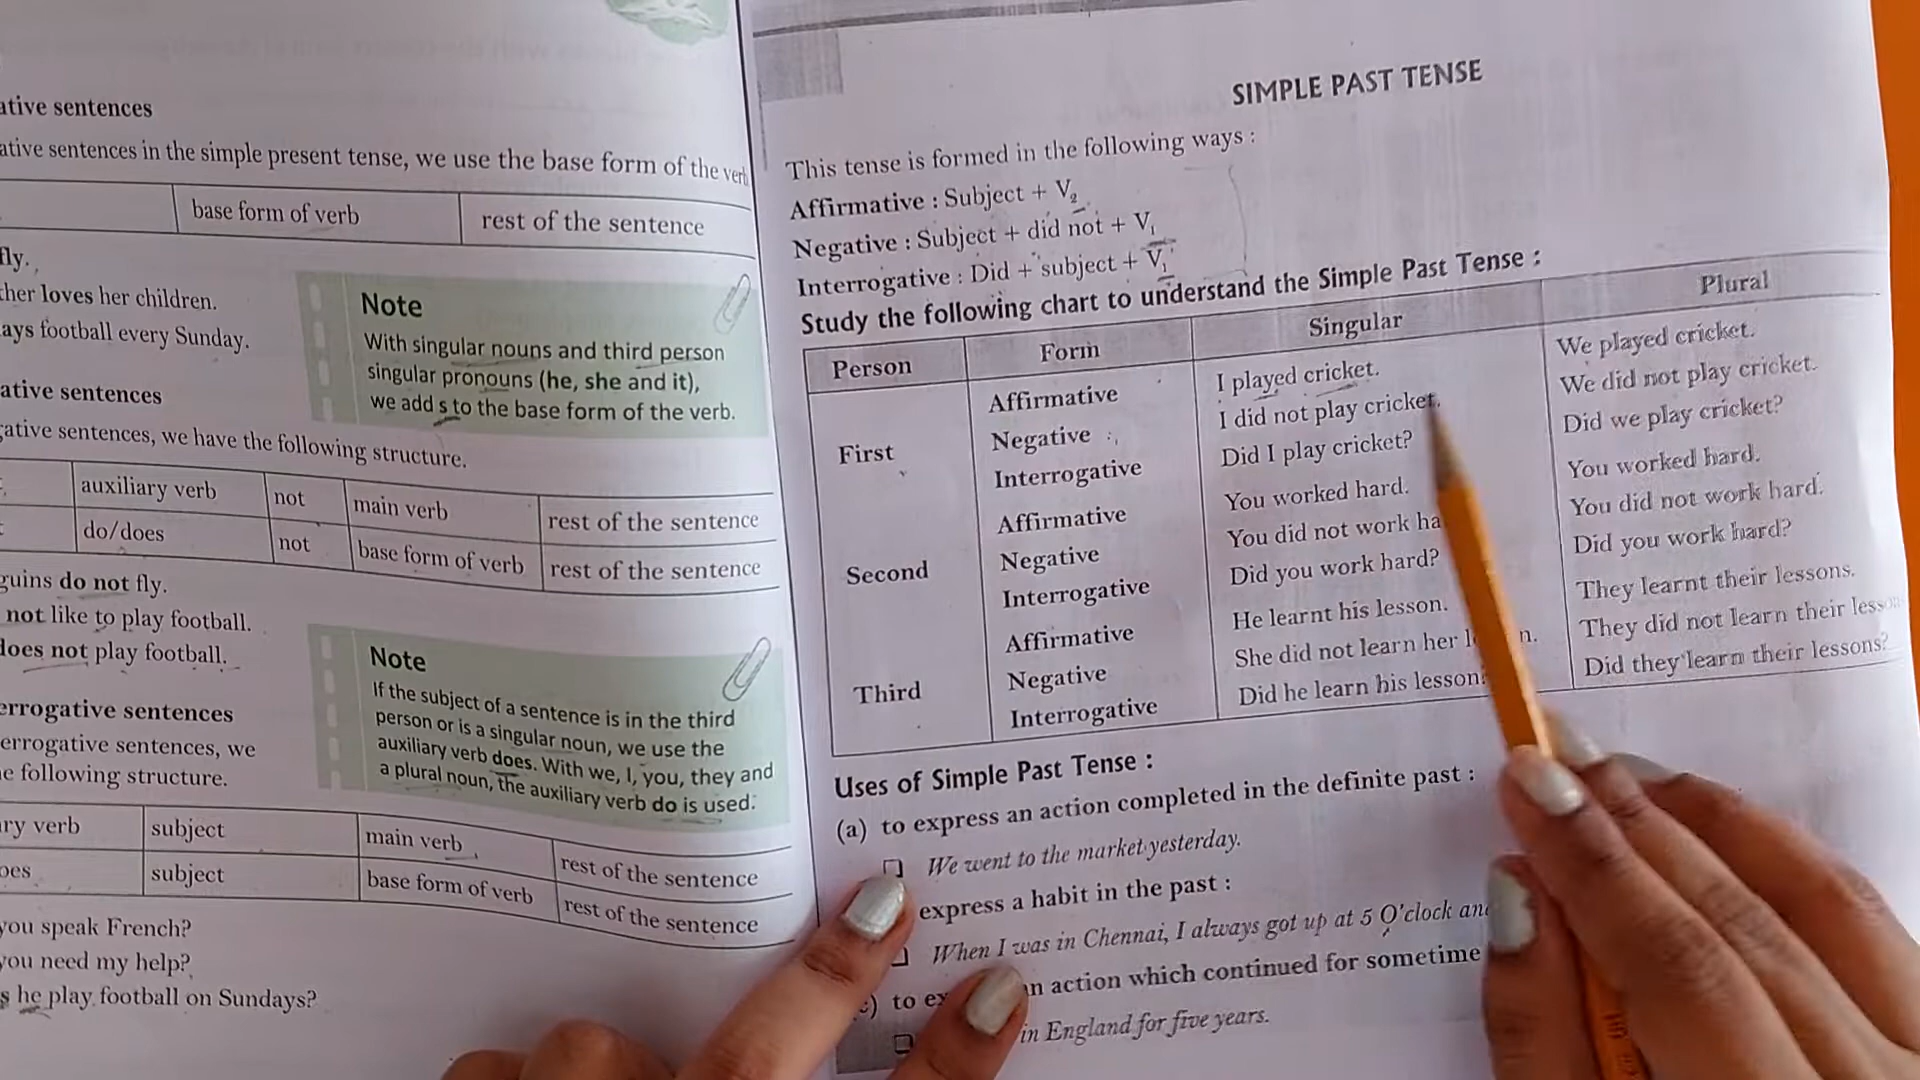 ative sentences
ative sentences in the simple present tense, we use the base form of the verb
base form of verb rest of the sentence
fly.
ther loves her children.
ays football every Sunday.
Note
With singular nouns and third person
singular pronouns (he, she and it),
we add s to the base form of the verb.
ative sentences
gative sentences, we have the following structure.
auxiliary verb not main verb rest of the sentence
do/does not base form of verb rest of the sentence
guins do not fly.
not like to play football.
does not play football.
Note
If the subject of a sentence is in the third
person or is a singular noun, we use the
auxiliary verb does. With we, I, you, they and
a plural noun, the auxiliary verb do is used.
errogative sentences
errogative sentences, we
e following structure.
ry verb subject main verb rest of the sentence
oes subject base form of verb rest of the sentence
you speak French?
you need my help?
s he play football on Sundays?
SIMPLE PAST TENSE
This tense is formed in the following ways :
Affirmative : Subject + V2
Negative : Subject + did not + V1
Interrogative : Did + subject + V1
Study the following chart to understand the Simple Past Tense :
Person Form Singular Plural
First Affirmative I played cricket. We played cricket.
Negative I did not play cricket. We did not play cricket.
Interrogative Did I play cricket? Did we play cricket?
Second Affirmative You worked hard. You worked hard.
Negative You did not work ha You did not work hard.
Interrogative Did you work hard? Did you work hard?
Third Affirmative He learnt his lesson. They learnt their lessons.
Negative She did not learn her l n. They did not learn their lesso
Interrogative Did he learn his lesson? Did they learn their lessons?
Uses of Simple Past Tense :
(a) to express an action completed in the definite past :
We went to the market yesterday.
express a habit in the past :
When I was in Chennai, I always got up at 5 O'clock and
) to ex an action which continued for sometime
in England for five years.